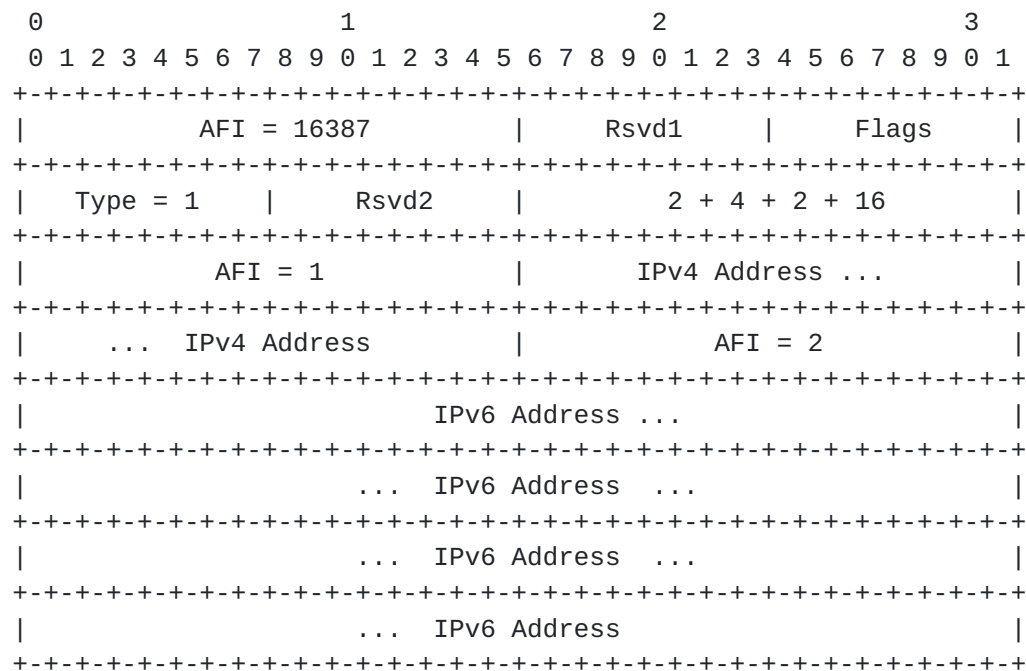 0                   1                   2                   3
 0 1 2 3 4 5 6 7 8 9 0 1 2 3 4 5 6 7 8 9 0 1 2 3 4 5 6 7 8 9 0 1
+-+-+-+-+-+-+-+-+-+-+-+-+-+-+-+-+-+-+-+-+-+-+-+-+-+-+-+-+-+-+-+-+
|           AFI = 16387         |     Rsvd1     |     Flags     |
+-+-+-+-+-+-+-+-+-+-+-+-+-+-+-+-+-+-+-+-+-+-+-+-+-+-+-+-+-+-+-+-+
|   Type = 1    |     Rsvd2     |         2 + 4 + 2 + 16        |
+-+-+-+-+-+-+-+-+-+-+-+-+-+-+-+-+-+-+-+-+-+-+-+-+-+-+-+-+-+-+-+-+
|            AFI = 1            |       IPv4 Address ...        |
+-+-+-+-+-+-+-+-+-+-+-+-+-+-+-+-+-+-+-+-+-+-+-+-+-+-+-+-+-+-+-+-+
|     ...  IPv4 Address         |            AFI = 2            |
+-+-+-+-+-+-+-+-+-+-+-+-+-+-+-+-+-+-+-+-+-+-+-+-+-+-+-+-+-+-+-+-+
|                          IPv6 Address ...                     |
+-+-+-+-+-+-+-+-+-+-+-+-+-+-+-+-+-+-+-+-+-+-+-+-+-+-+-+-+-+-+-+-+
|                     ...  IPv6 Address  ...                    |
+-+-+-+-+-+-+-+-+-+-+-+-+-+-+-+-+-+-+-+-+-+-+-+-+-+-+-+-+-+-+-+-+
|                     ...  IPv6 Address  ...                    |
+-+-+-+-+-+-+-+-+-+-+-+-+-+-+-+-+-+-+-+-+-+-+-+-+-+-+-+-+-+-+-+-+
|                     ...  IPv6 Address                         |
+-+-+-+-+-+-+-+-+-+-+-+-+-+-+-+-+-+-+-+-+-+-+-+-+-+-+-+-+-+-+-+-+